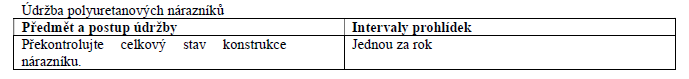 Údržba polyuretanových nárazníků
Předmět a postup údržby Intervaly prohlídek
Překontrolujte celkový stav konstrukce Jednou za rok
nárazníku.